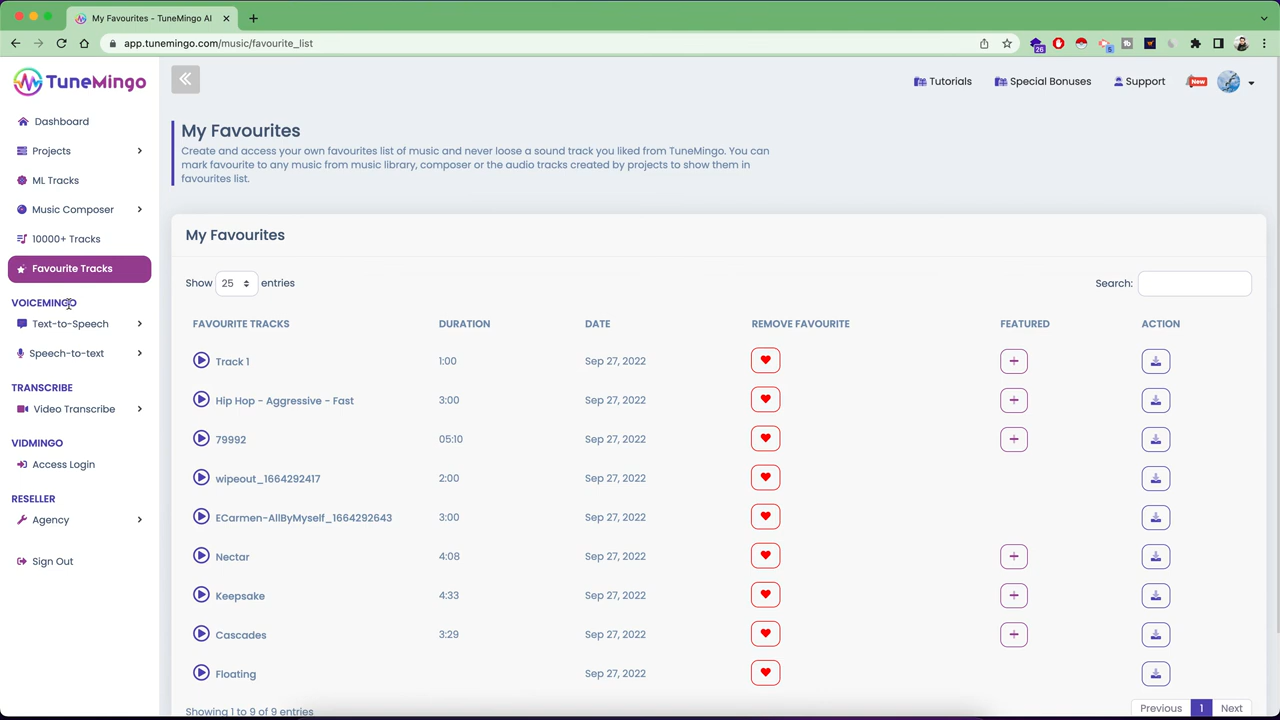 My Favourites - TuneMingo AI
app.tunemingo.com/music/favourite_list
26
5
TuneMingo
Tutorials
Special Bonuses
Support
New
Dashboard
Projects
ML Tracks
Music Composer
10000+ Tracks
Favourite Tracks
VOICEMINGO
Text-to-Speech
Speech-to-text
TRANSCRIBE
Video Transcribe
VIDMINGO
Access Login
RESELLER
Agency
Sign Out
My Favourites
Create and access your own favourites list of music and never loose a sound track you liked from TuneMingo. You can
mark favourite to any music from music library, composer or the audio tracks created by projects to show them in
favourites list.
My Favourites
Show 25 entries
Search:
FAVOURITE TRACKS DURATION DATE REMOVE FAVOURITE FEATURED ACTION
Track 1 1:00 Sep 27, 2022
Hip Hop - Aggressive - Fast 3:00 Sep 27, 2022
79992 05:10 Sep 27, 2022
wipeout_1664292417 2:00 Sep 27, 2022
ECarmen-AllByMyself_1664292643 3:00 Sep 27, 2022
Nectar 4:08 Sep 27, 2022
Keepsake 4:33 Sep 27, 2022
Cascades 3:29 Sep 27, 2022
Floating Sep 27, 2022
Showing 1 to 9 of 9 entries
Previous 1 Next